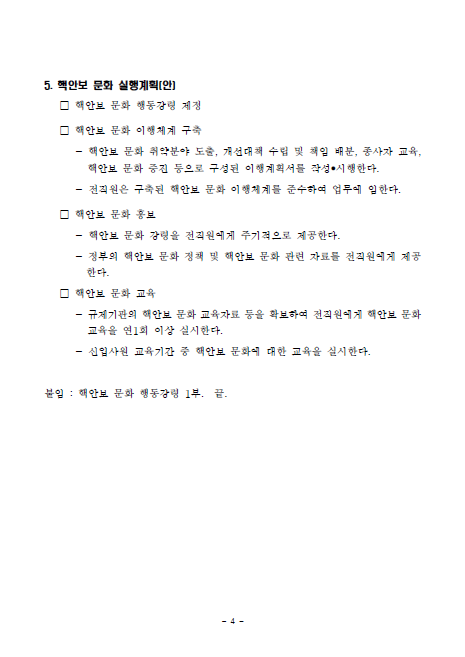 5. 핵안보 문화 실행계획(안)
□ 핵안보 문화 행동강령 제정
□ 핵안보 문화 이행체계 구축
- 핵안보 문화 취약분야 도출, 개선대책 수립 및 책임 배분, 종사자 교육,
핵안보 문화 증진 등으로 구성된 이행계획서를 작성•시행한다.
- 전직원은 구축된 핵안보 문화 이행체계를 준수하여 업무에 임한다.
□ 핵안보 문화 홍보
- 핵안보 문화 강령을 전직원에게 주기적으로 제공한다.
- 정부의 핵안보 문화 정책 및 핵안보 문화 관련 자료를 전직원에게 제공
한다.
□ 핵안보 문화 교육
- 규제기관의 핵안보 문화 교육자료 등을 확보하여 전직원에게 핵안보 문화
교육을 연1회 이상 실시한다.
- 신입사원 교육기간 중 핵안보 문화에 대한 교육을 실시한다.
붙임 : 핵안보 문화 행동강령 1부. 끝.
- 4 -